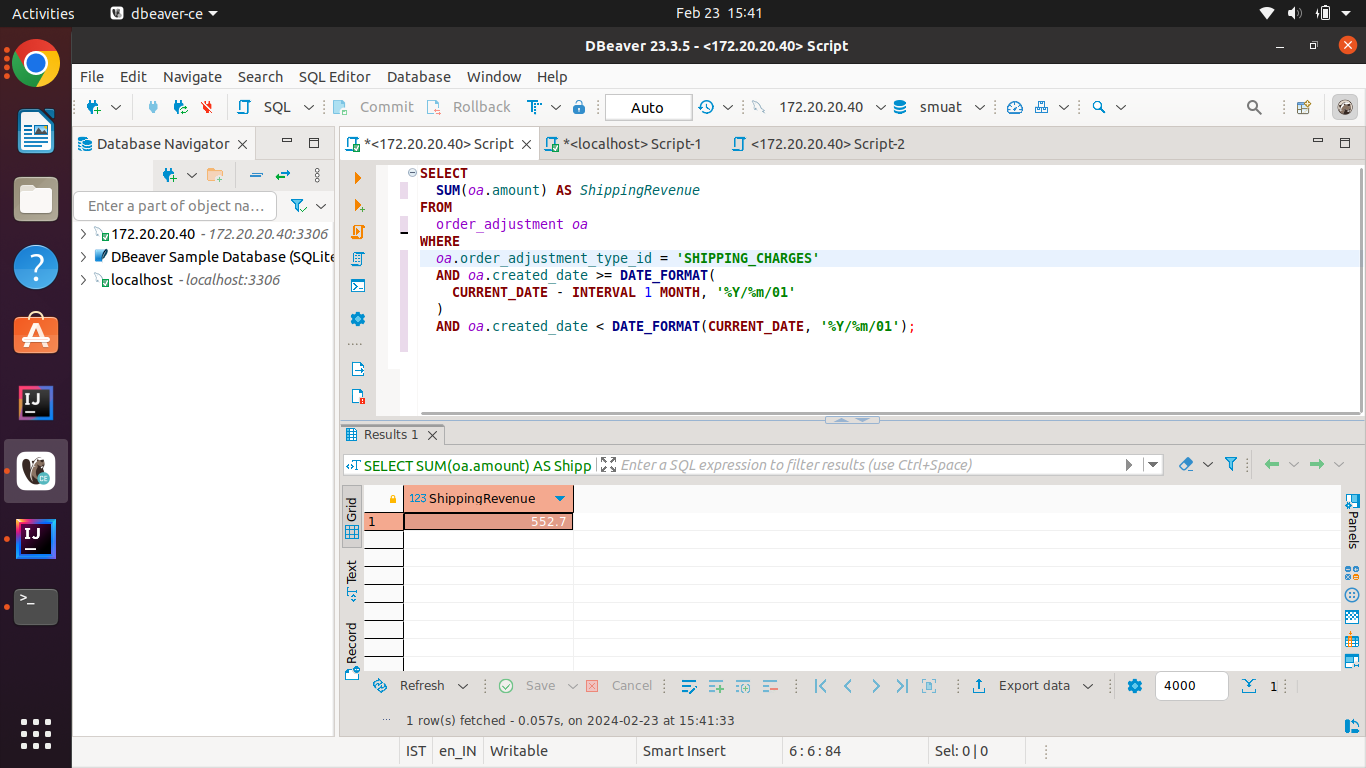 Activities
dbeaver-ce
Feb 23 15:41
DBeaver 23.3.5 - <172.20.20.40> Script
File Edit Navigate Search SQL Editor Database Window Help
SQL Commit Rollback Auto 172.20.20.40 smuat
Database Navigator
Enter a part of object na...
172.20.20.40 - 172.20.20.40:3306
DBeaver Sample Database (SQLite
localhost - localhost:3306
*<172.20.20.40> Script
*<localhost> Script-1
<172.20.20.40> Script-2
SELECT
SUM(oa.amount) AS ShippingRevenue
FROM
order_adjustment oa
WHERE
oa.order_adjustment_type_id = 'SHIPPING_CHARGES'
AND oa.created_date >= DATE_FORMAT(
CURRENT_DATE - INTERVAL 1 MONTH, '%Y/%m/01'
)
AND oa.created_date < DATE_FORMAT(CURRENT_DATE, '%Y/%m/01');
Results 1
SELECT SUM(oa.amount) AS Shipp
Enter a SQL expression to filter results (use Ctrl+Space)
Grid
Text
Record
123 ShippingRevenue
1 552.7
Panels
Refresh Save Cancel Export data 4000 1
1 row(s) fetched - 0.057s, on 2024-02-23 at 15:41:33
IST en_IN Writable Smart Insert 6 : 6 : 84 Sel: 0 | 0